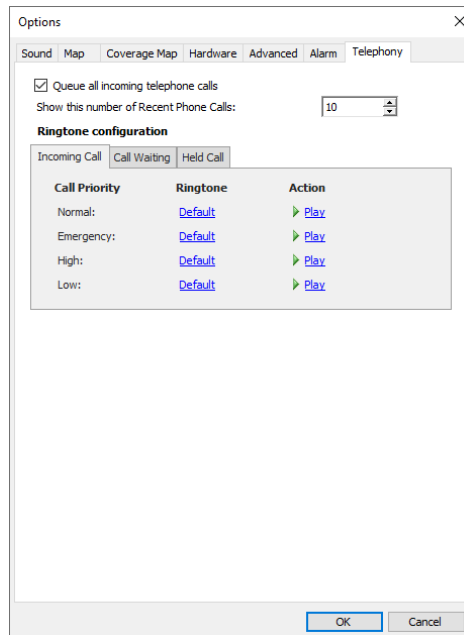 Options
Sound Map Coverage Map Hardware Advanced Alarm Telephony
Queue all incoming telephone calls
Show this number of Recent Phone Calls: 10
Ringtone configuration
Incoming Call Call Waiting Held Call
Call Priority Ringtone Action
Normal: Default Play
Emergency: Default Play
High: Default Play
Low: Default Play
OK Cancel